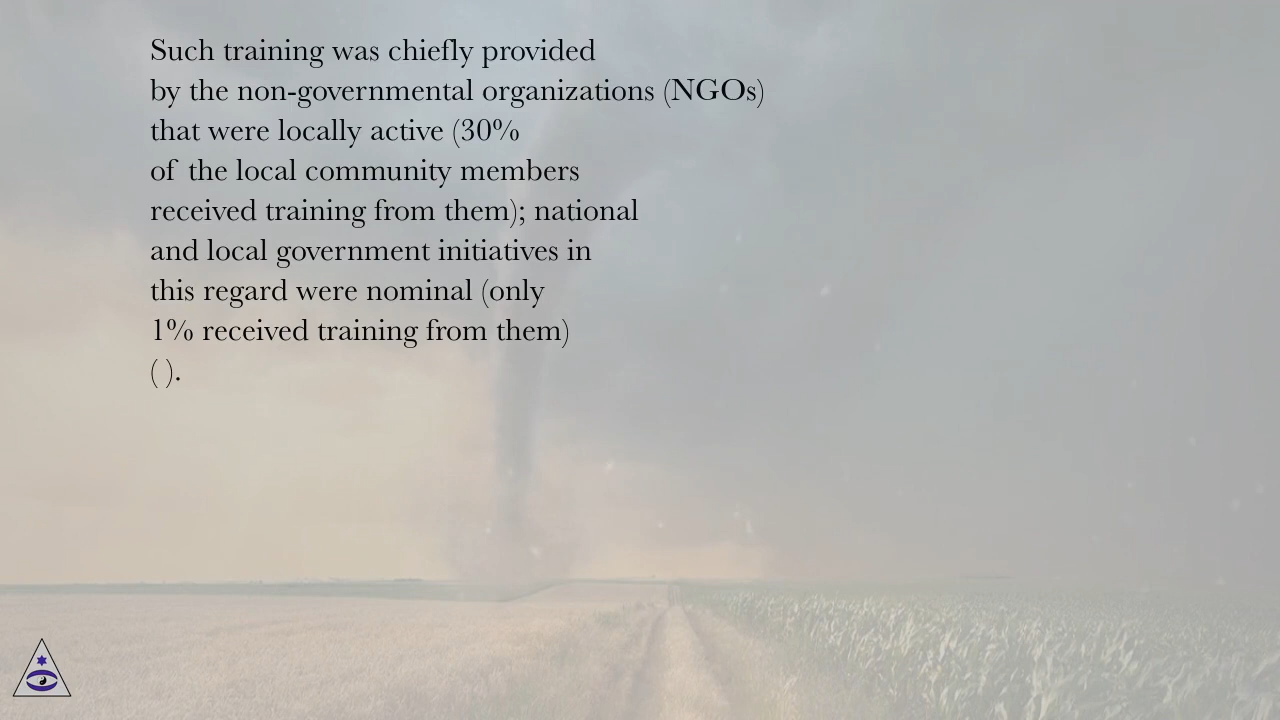 Such training was chiefly provided
by the non-governmental organizations (NGOs)
that were locally active (30%
of the local community members
received training from them); national
and local government initiatives in
this regard were nominal (only
1% received training from them)
( ).